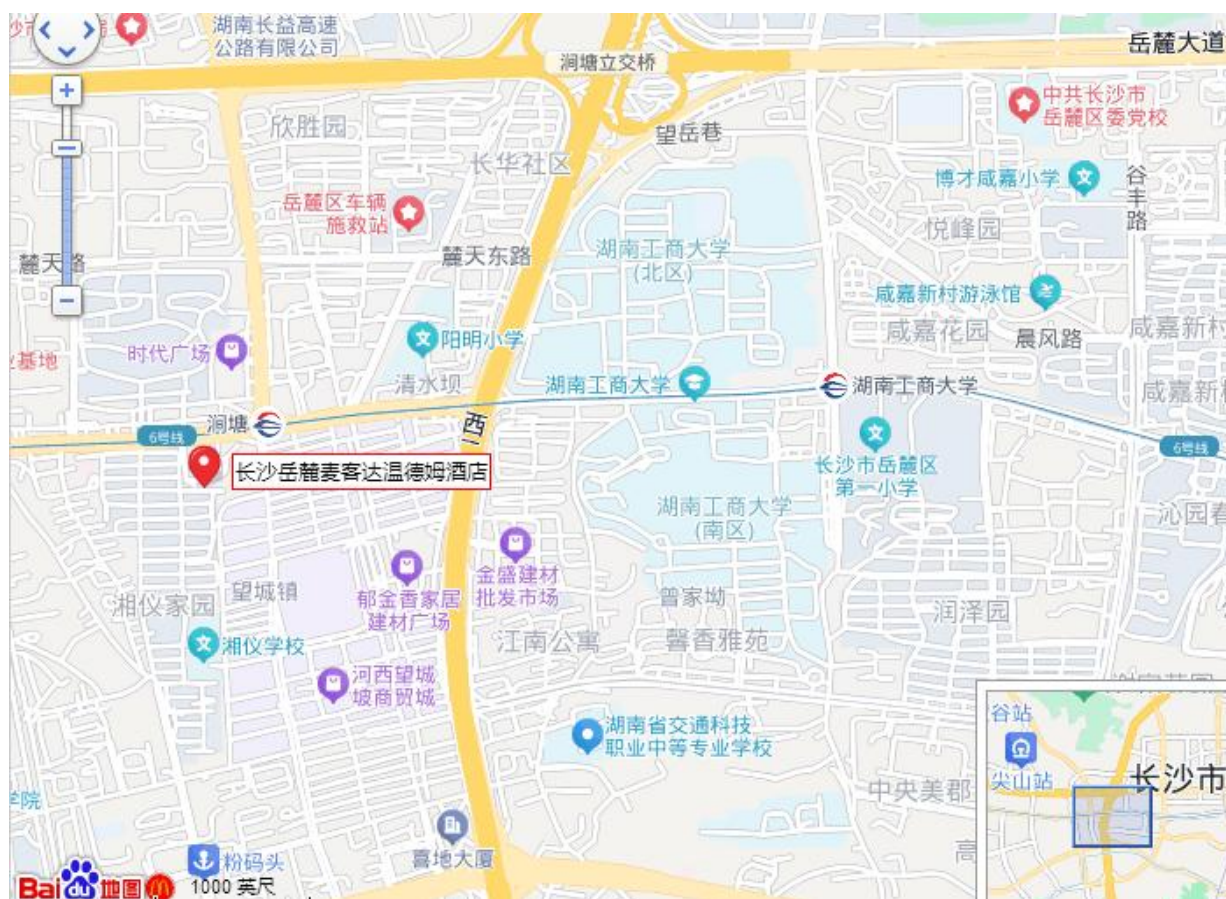 湖南长益高速
公路有限公司
涧塘立交桥
岳麓大道
中共长沙市
岳麓区委党校
欣胜园
望岳巷
长华社区
博才咸嘉小学
谷丰路
岳麓区车辆
施救站
悦峰园
麓天路
麓天东路
湖南工商大学
(北区)
咸嘉新村游泳馆
咸嘉花园
晨风路
咸嘉新村
基地
时代广场
阳明小学
清水坝
湖南工商大学
湖南工商大学
咸嘉新
涧塘
西
6号线
6号线
长沙岳麓麦客达温德姆酒店
长沙市岳麓区
第一小学
湖南工商大学
(南区)
沁园春
望城镇
湘仪家园
郁金香家居
建材广场
金盛建材
批发市场
曾家坳
润泽园
湘仪学校
江南公寓
馨香雅苑
河西望城
坡商贸城
湖南省交通科技
职业中等专业学校
谷站
尖山站
长沙市
中央美郡
学院
高
喜地大厦
粉码头
Bai du 地图
1000 英尺